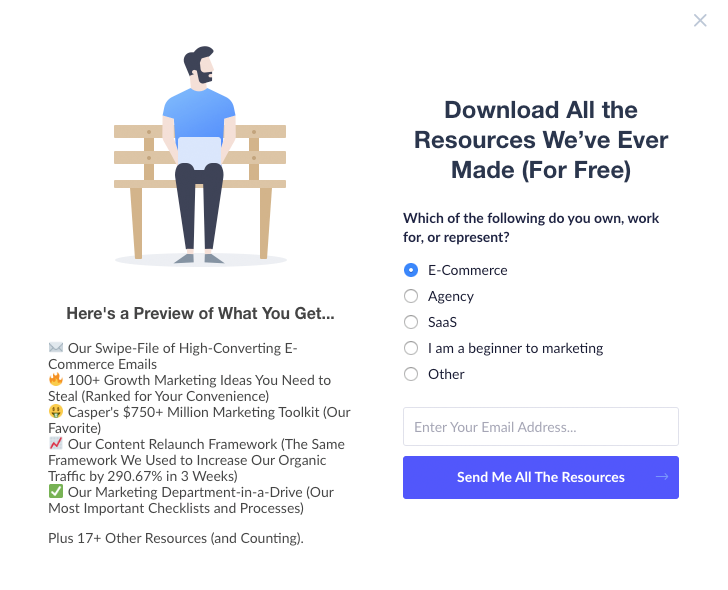 Download All the
Resources We’ve Ever
Made (For Free)
Which of the following do you own, work
for, or represent?
E-Commerce
Agency
SaaS
I am a beginner to marketing
Other
Enter Your Email Address...
Send Me All The Resources →
Here's a Preview of What You Get...
📧 Our Swipe-File of High-Converting E-
Commerce Emails
🔥 100+ Growth Marketing Ideas You Need to
Steal (Ranked for Your Convenience)
🤑 Casper's $750+ Million Marketing Toolkit (Our
Favorite)
📈 Our Content Relaunch Framework (The Same
Framework We Used to Increase Our Organic
Traffic by 290.67% in 3 Weeks)
✅ Our Marketing Department-in-a-Drive (Our
Most Important Checklists and Processes)
Plus 17+ Other Resources (and Counting).